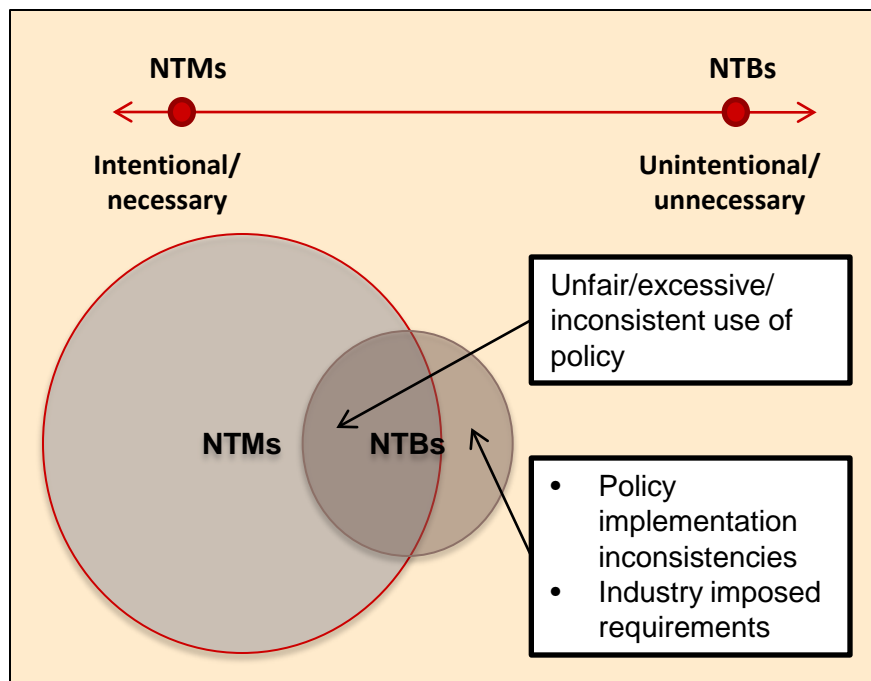 NTMs
NTBs
Intentional/
necessary
Unintentional/
unnecessary
Unfair/excessive/
inconsistent use of
policy
NTMs
NTBs
• Policy
implementation
inconsistencies
• Industry imposed
requirements